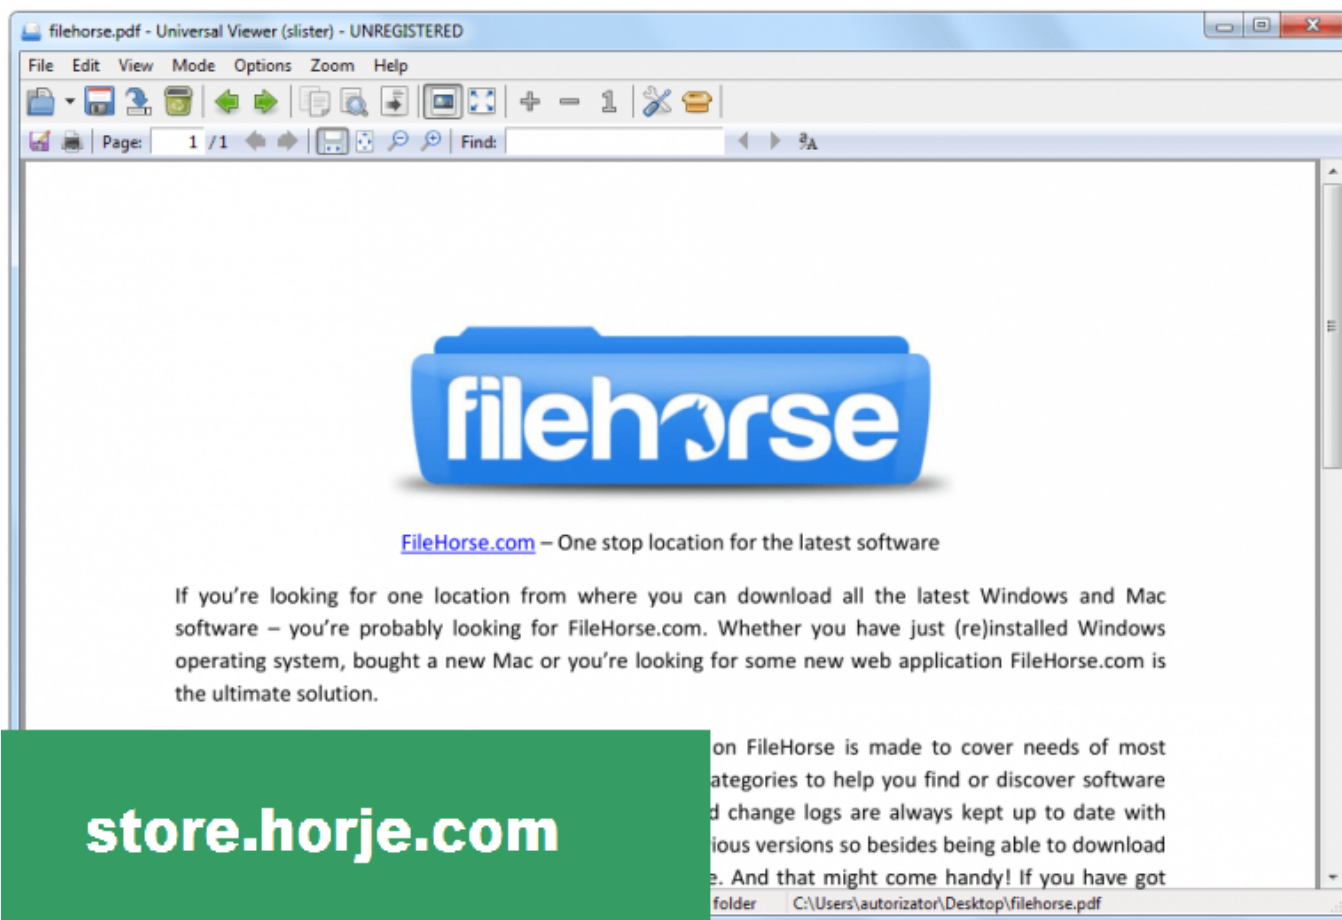 filehorse.pdf - Universal Viewer (slister) - UNREGISTERED
File Edit View Mode Options Zoom Help
1
Page: 1 /1 Find: ªA
filehorse
FileHorse.com – One stop location for the latest software
If you’re looking for one location from where you can download all the latest Windows and Mac
software – you’re probably looking for FileHorse.com. Whether you have just (re)installed Windows
operating system, bought a new Mac or you’re looking for some new web application FileHorse.com is
the ultimate solution.
on FileHorse is made to cover needs of most
ategories to help you find or discover software
change logs are always kept up to date with
ious versions so besides being able to download
And that might come handy! If you have got
store.horje.com
folder C:\Users\autorizator\Desktop\filehorse.pdf